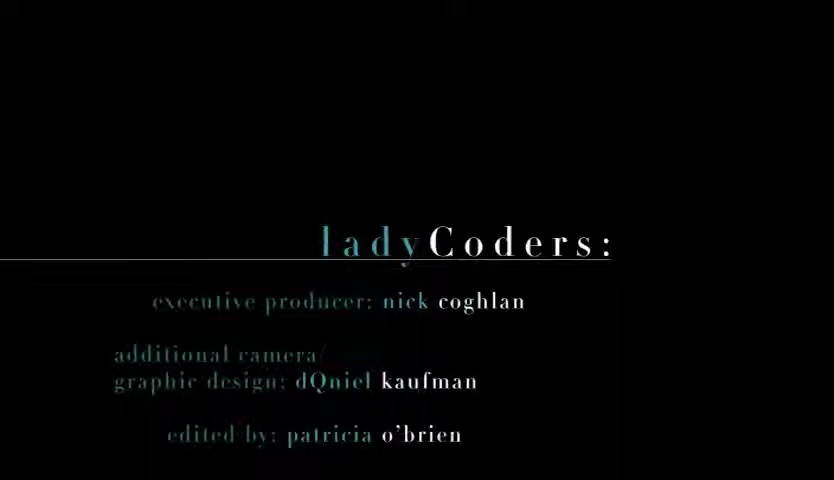 ladyCoders:
executive producer: nick coghlan
additional camera/
graphic design: dQniel kaufman
edited by: patricia o’brien